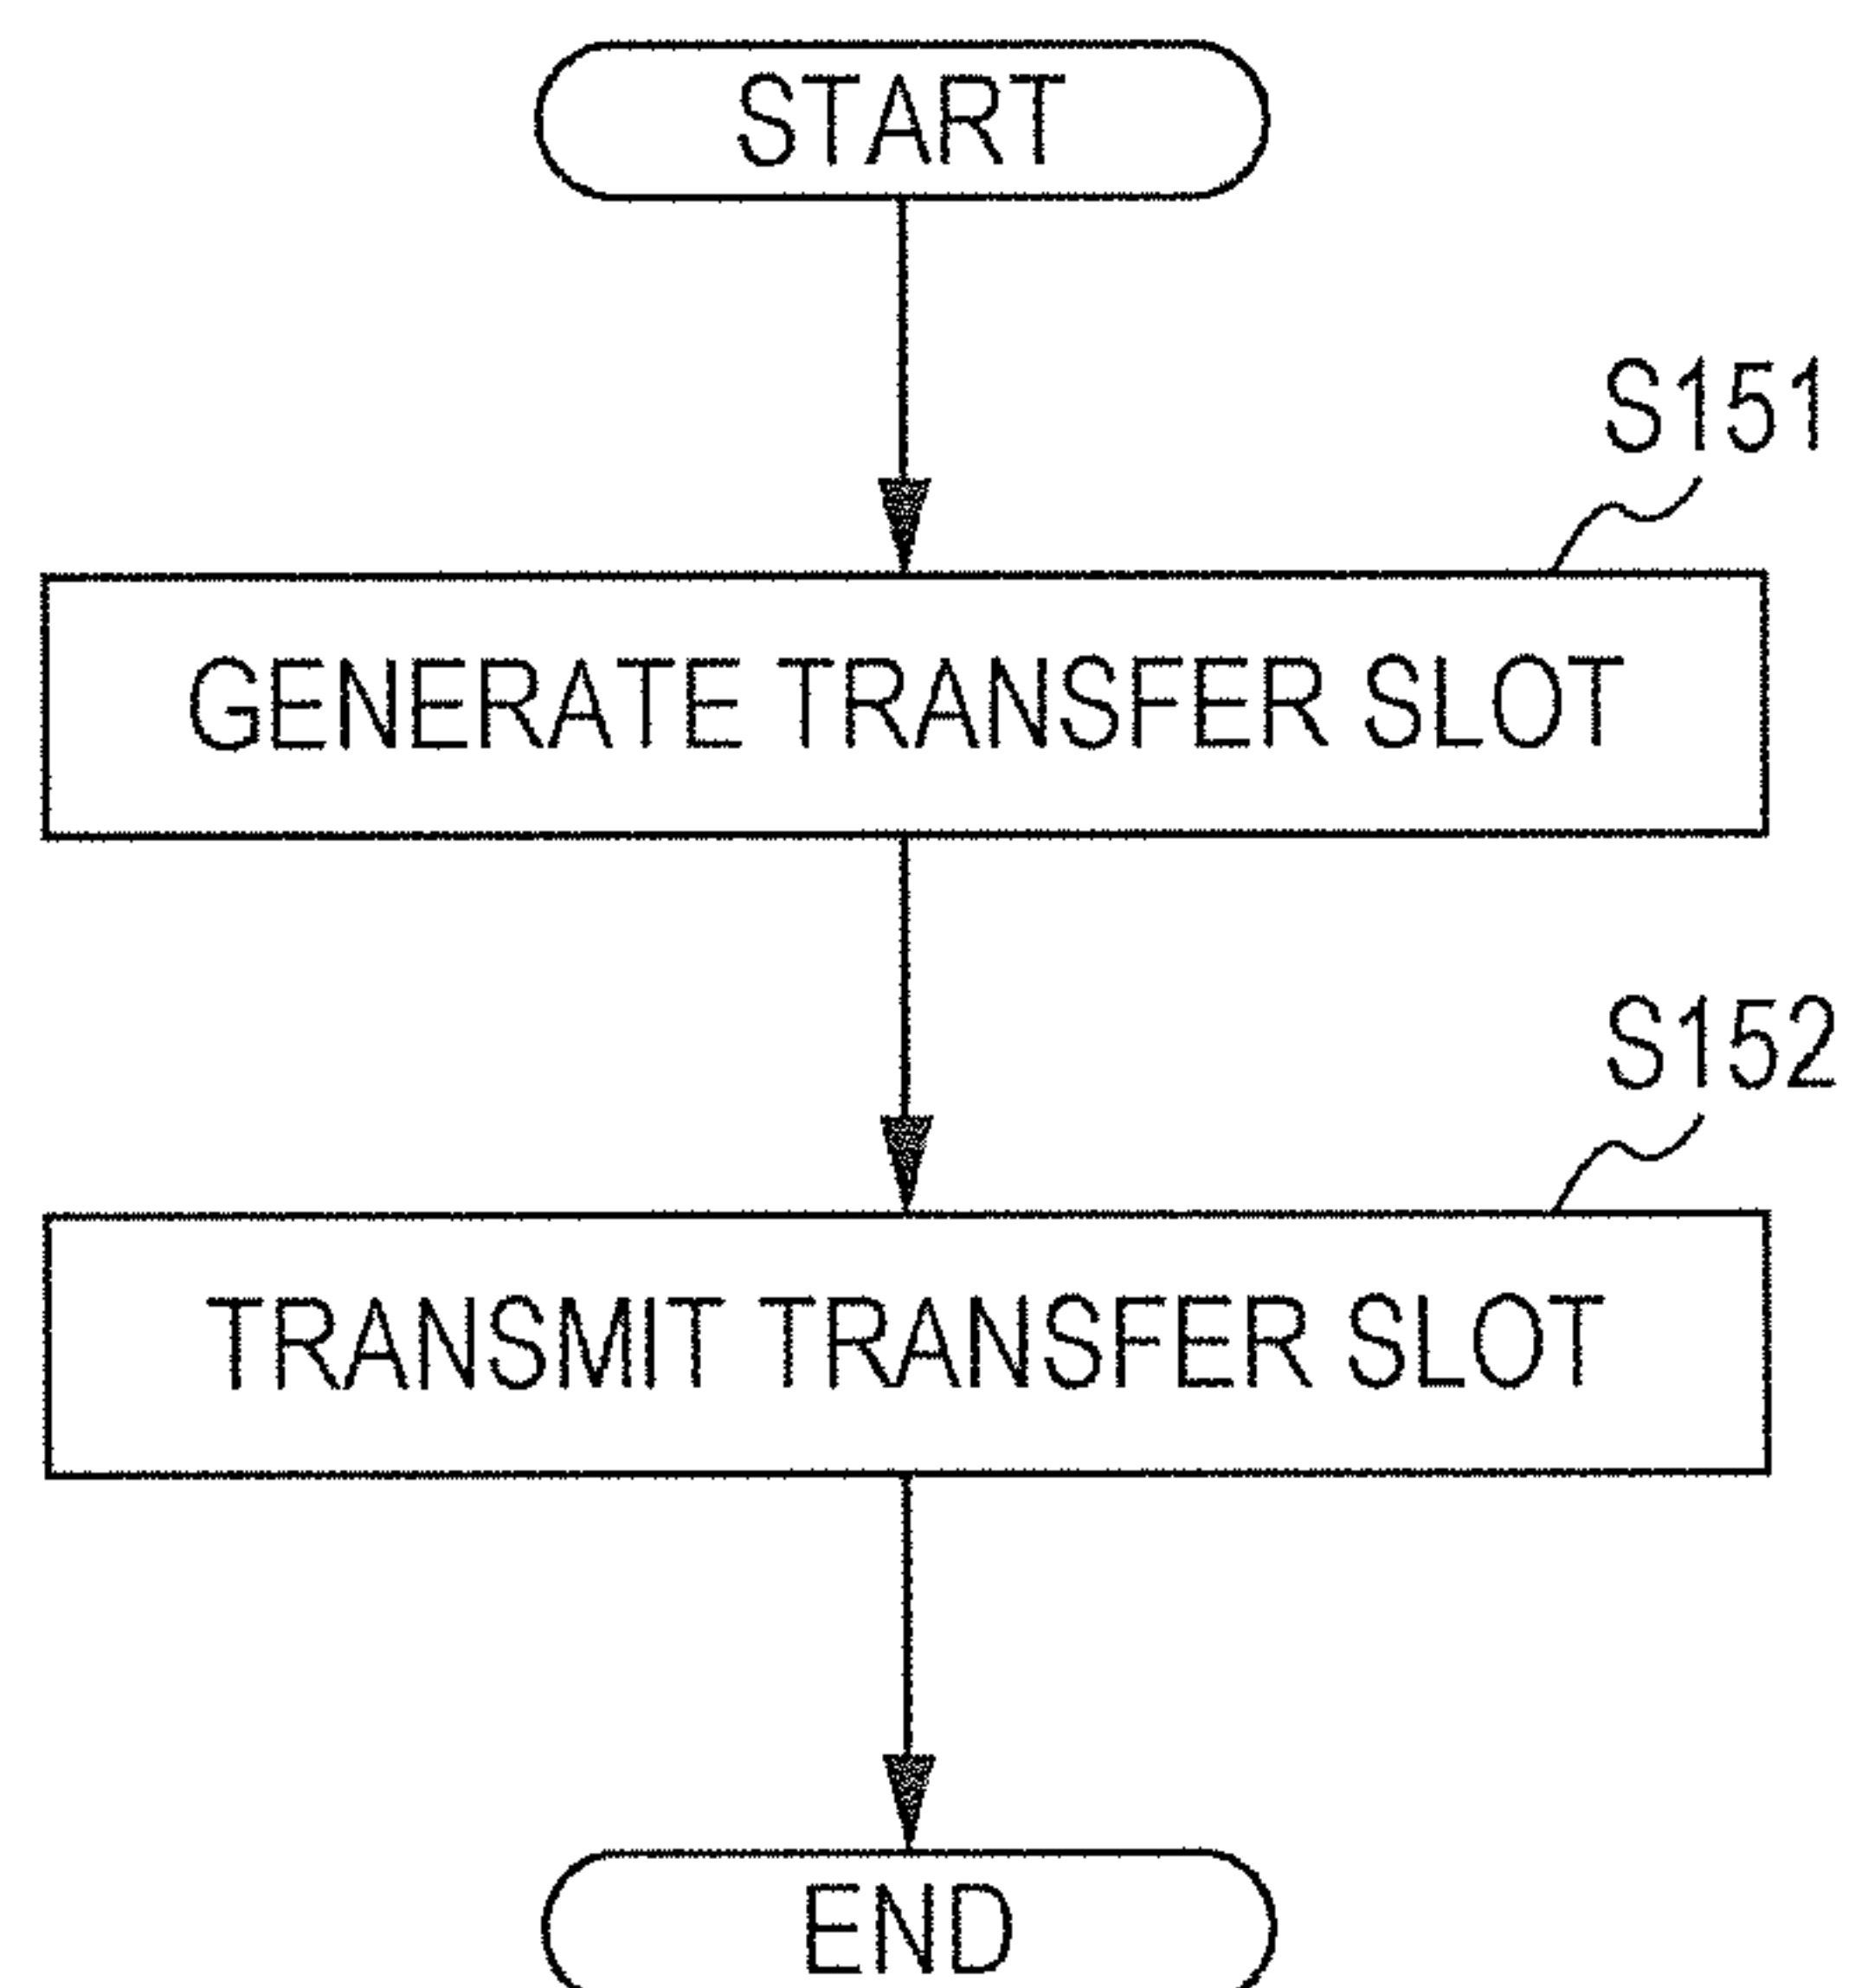 START
S151
GENERATE TRANSFER SLOT
S152
TRANSMIT TRANSFER SLOT
END